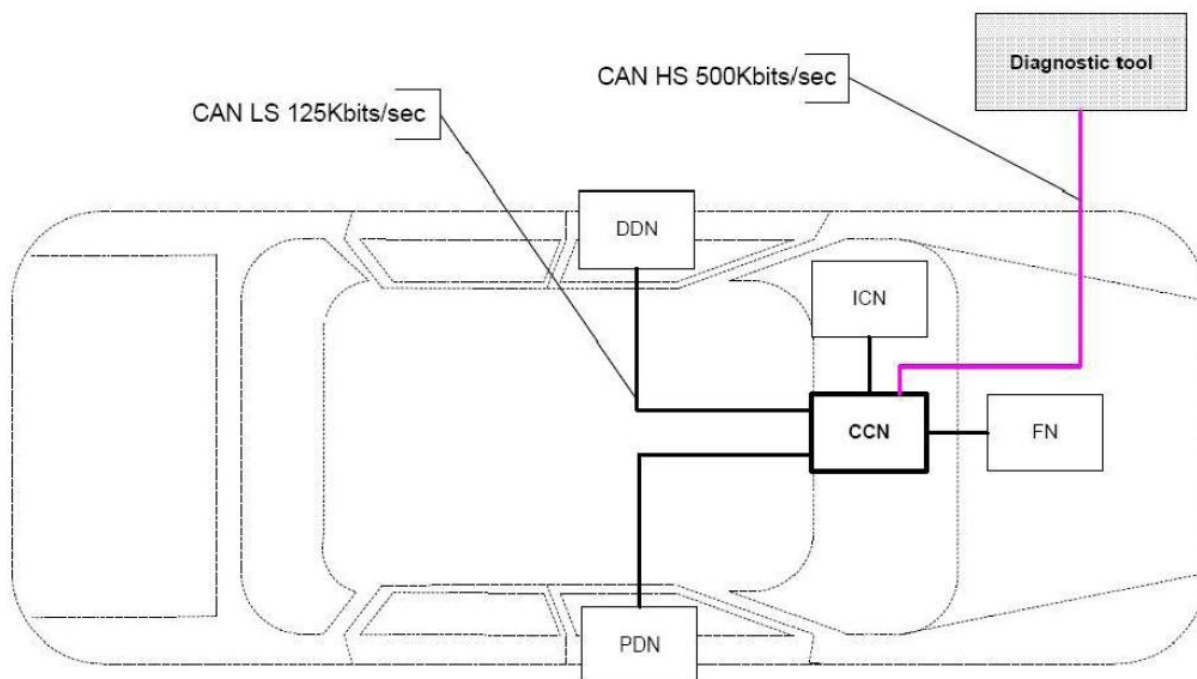 Diagnostic tool
CAN HS 500Kbits/sec
CAN LS 125Kbits/sec
DDN
ICN
CCN
FN
PDN